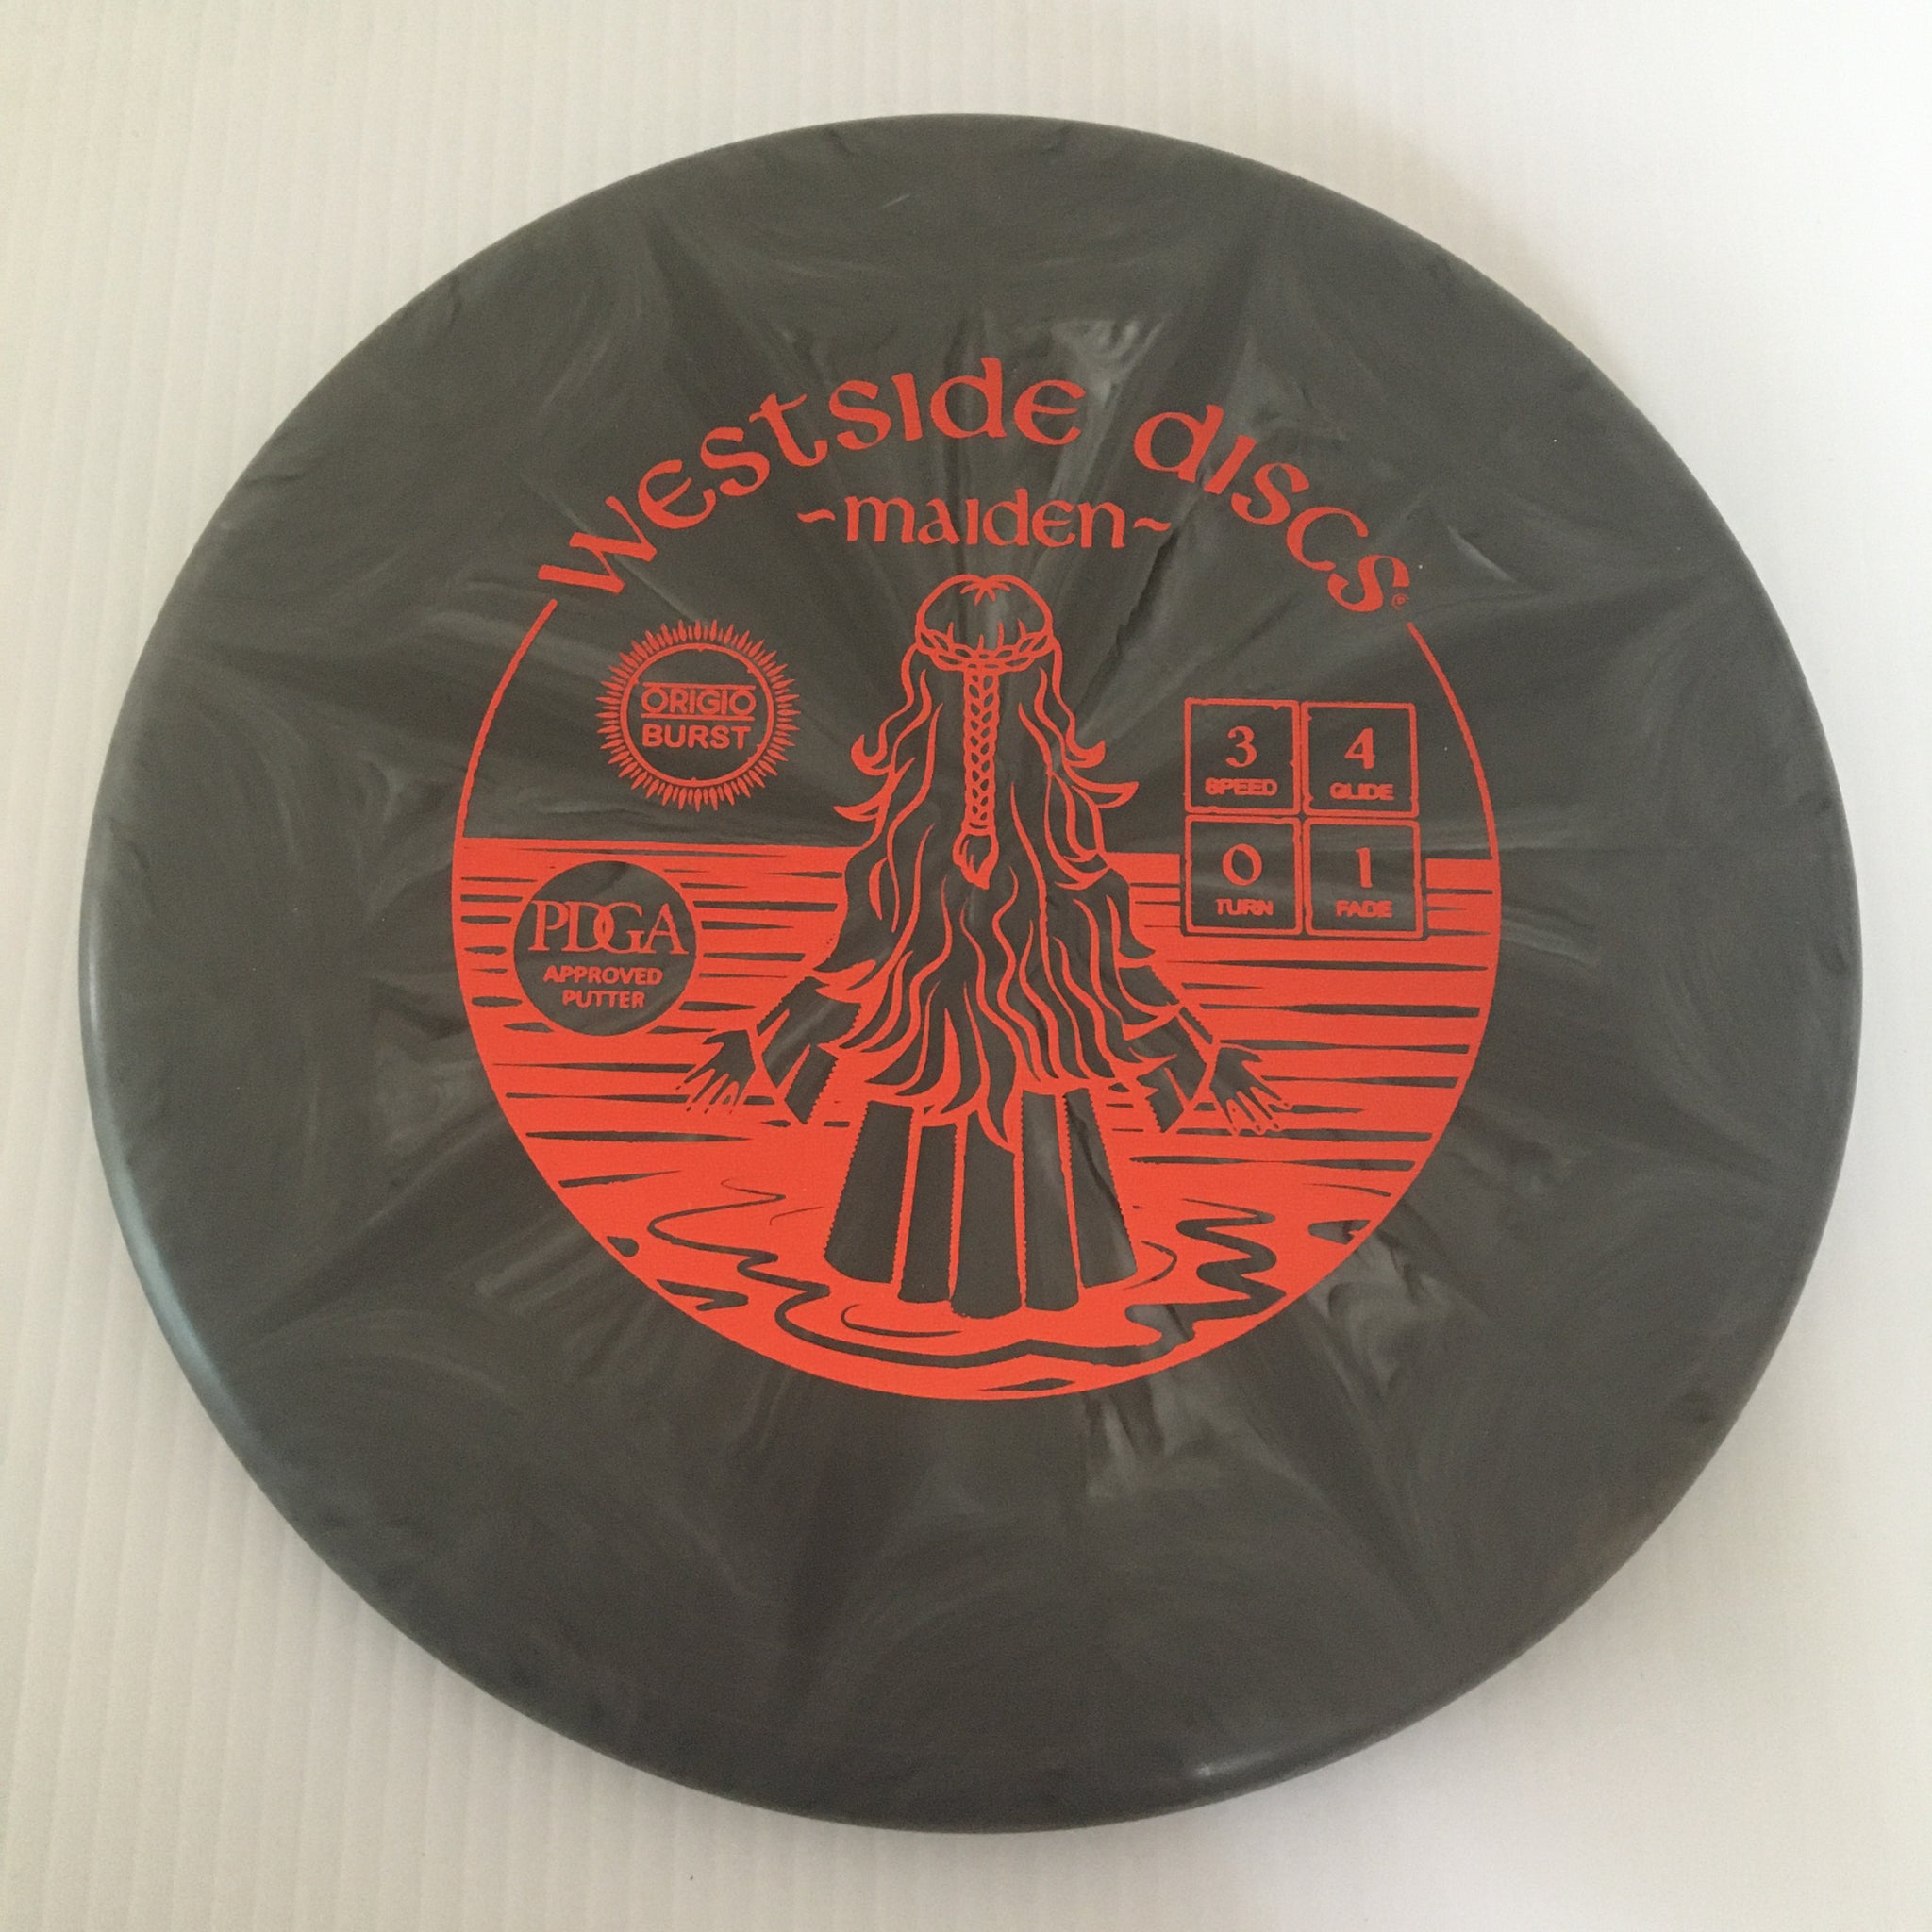 westside discs®
~maiden~
ORIGIO
BURST
3
SPEED
4
GLIDE
0
TURN
1
FADE
PDGA
APPROVED
PUTTER